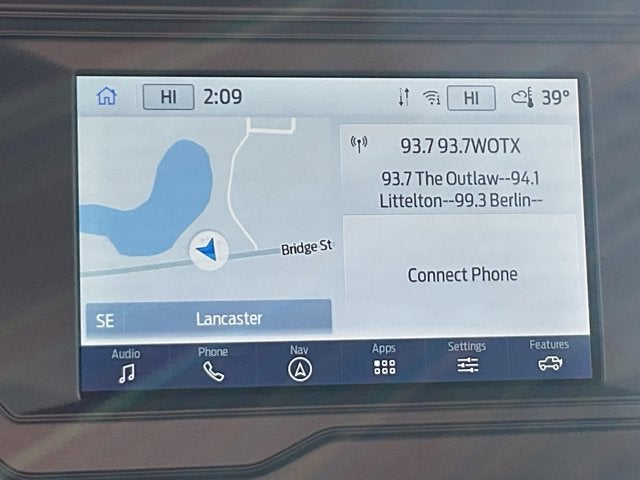 HI 2:09 HI 39°
93.7 93.7WOTX
93.7 The Outlaw--94.1
Littelton--99.3 Berlin--
Bridge St
Connect Phone
SE Lancaster
Audio Phone Nav Apps Settings Features